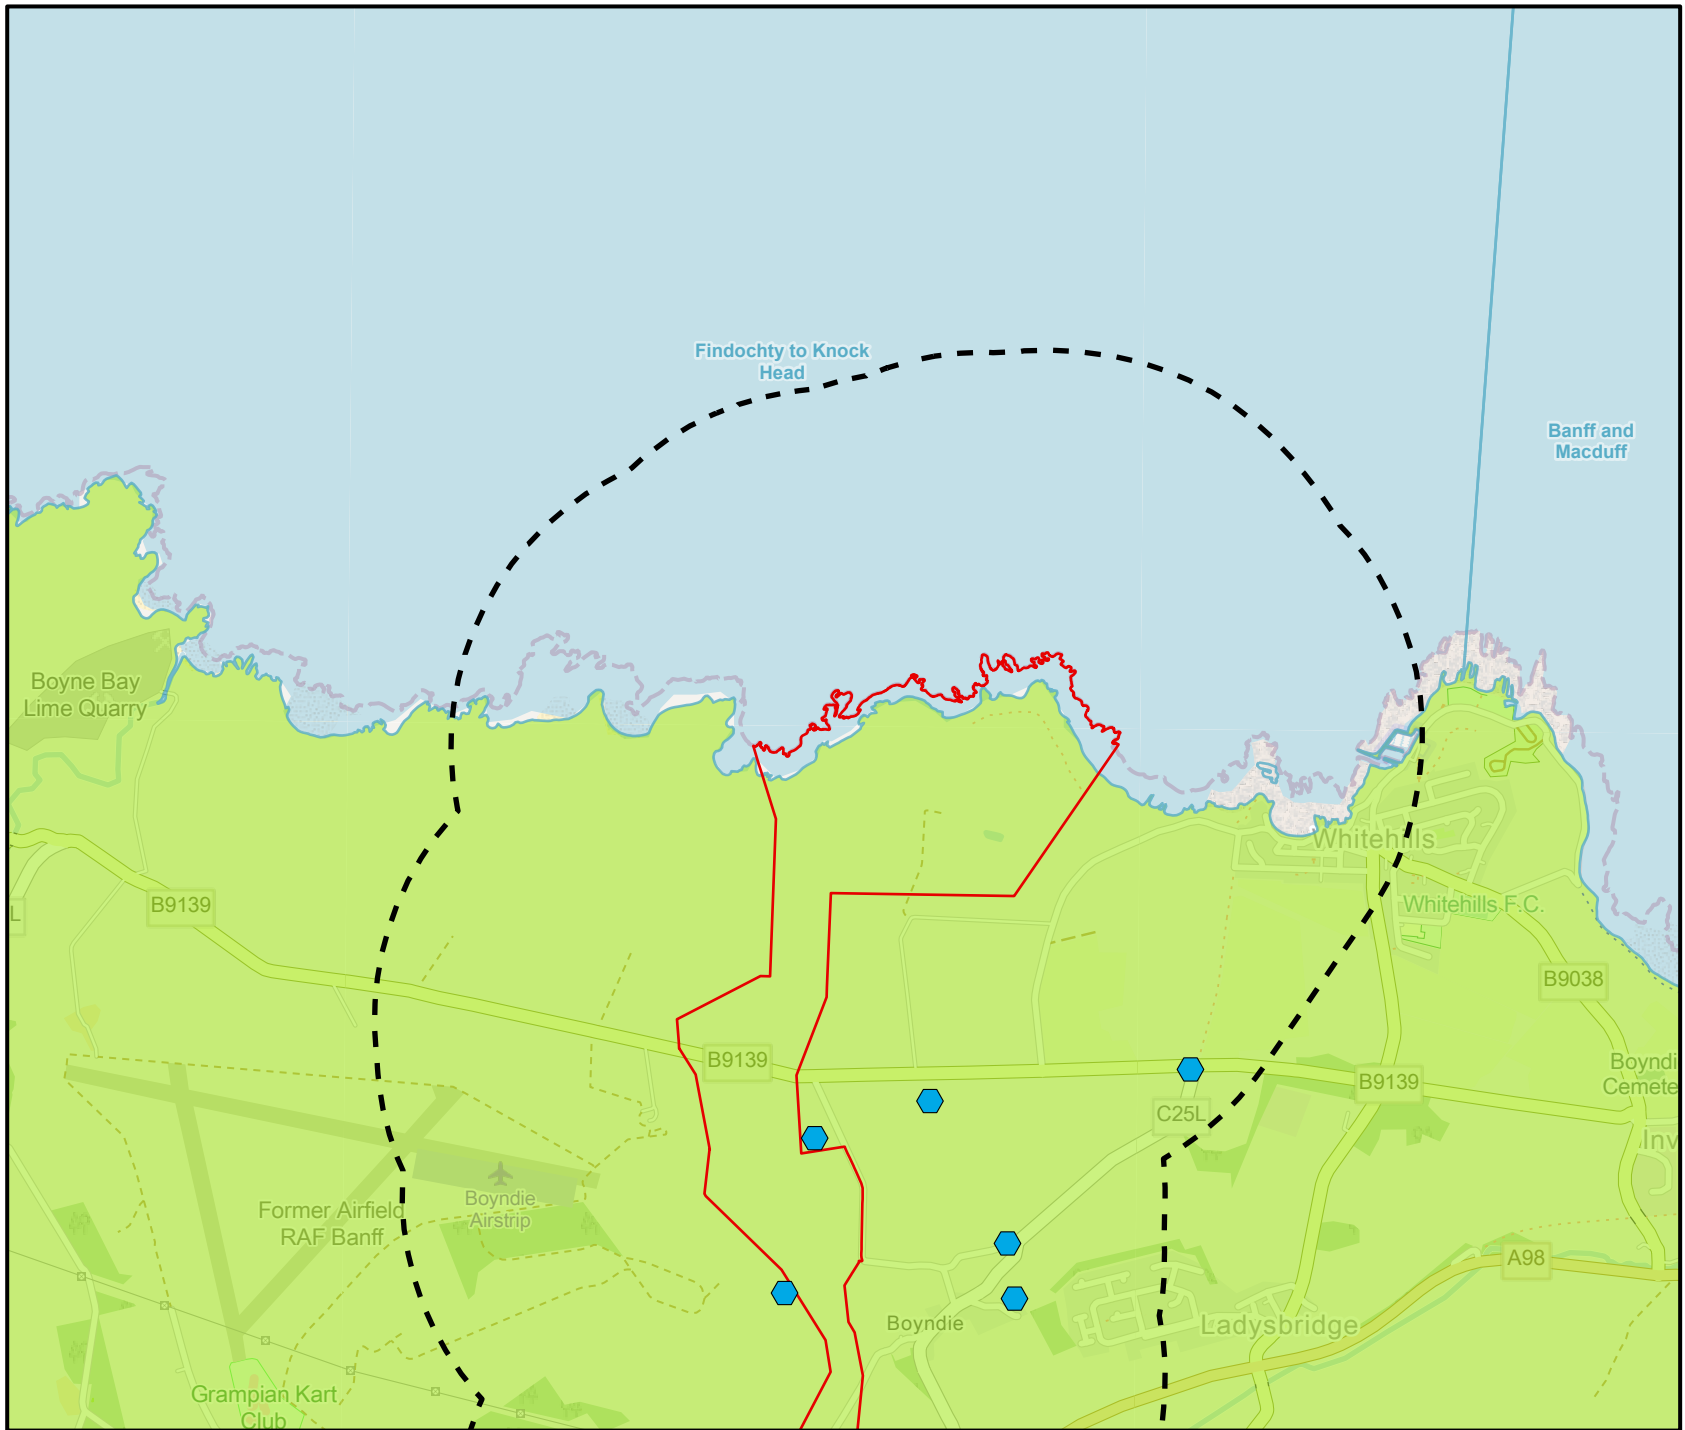 Findochty to Knock
Head
Banff and
Macduff
Boyne Bay
Lime Quarry
Whitehills
B9139
L
Whitehills F.C.
B9038
B9139
B9139
Boyndi
Cemete
C25L
Inv
Former Airfield
RAF Banff
Boyndie
Airstrip
A98
Boyndie
Ladysbridge
Grampian Kart
Club